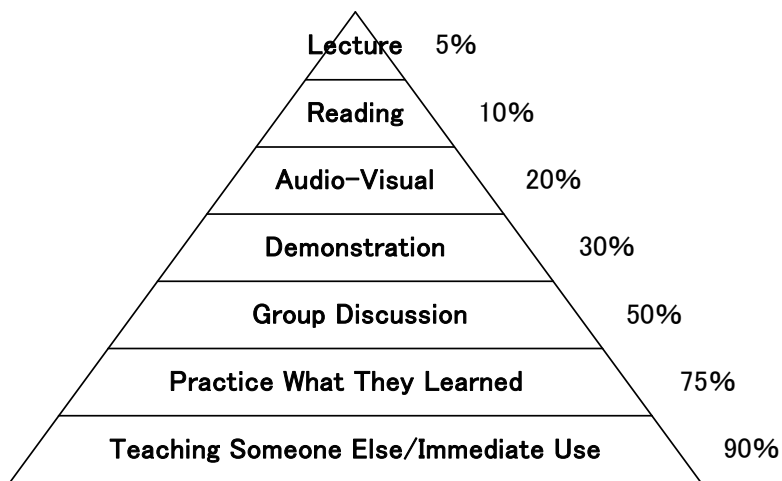 Lecture 5%
Reading 10%
Audio-Visual 20%
Demonstration 30%
Group Discussion 50%
Practice What They Learned 75%
Teaching Someone Else/Immediate Use 90%